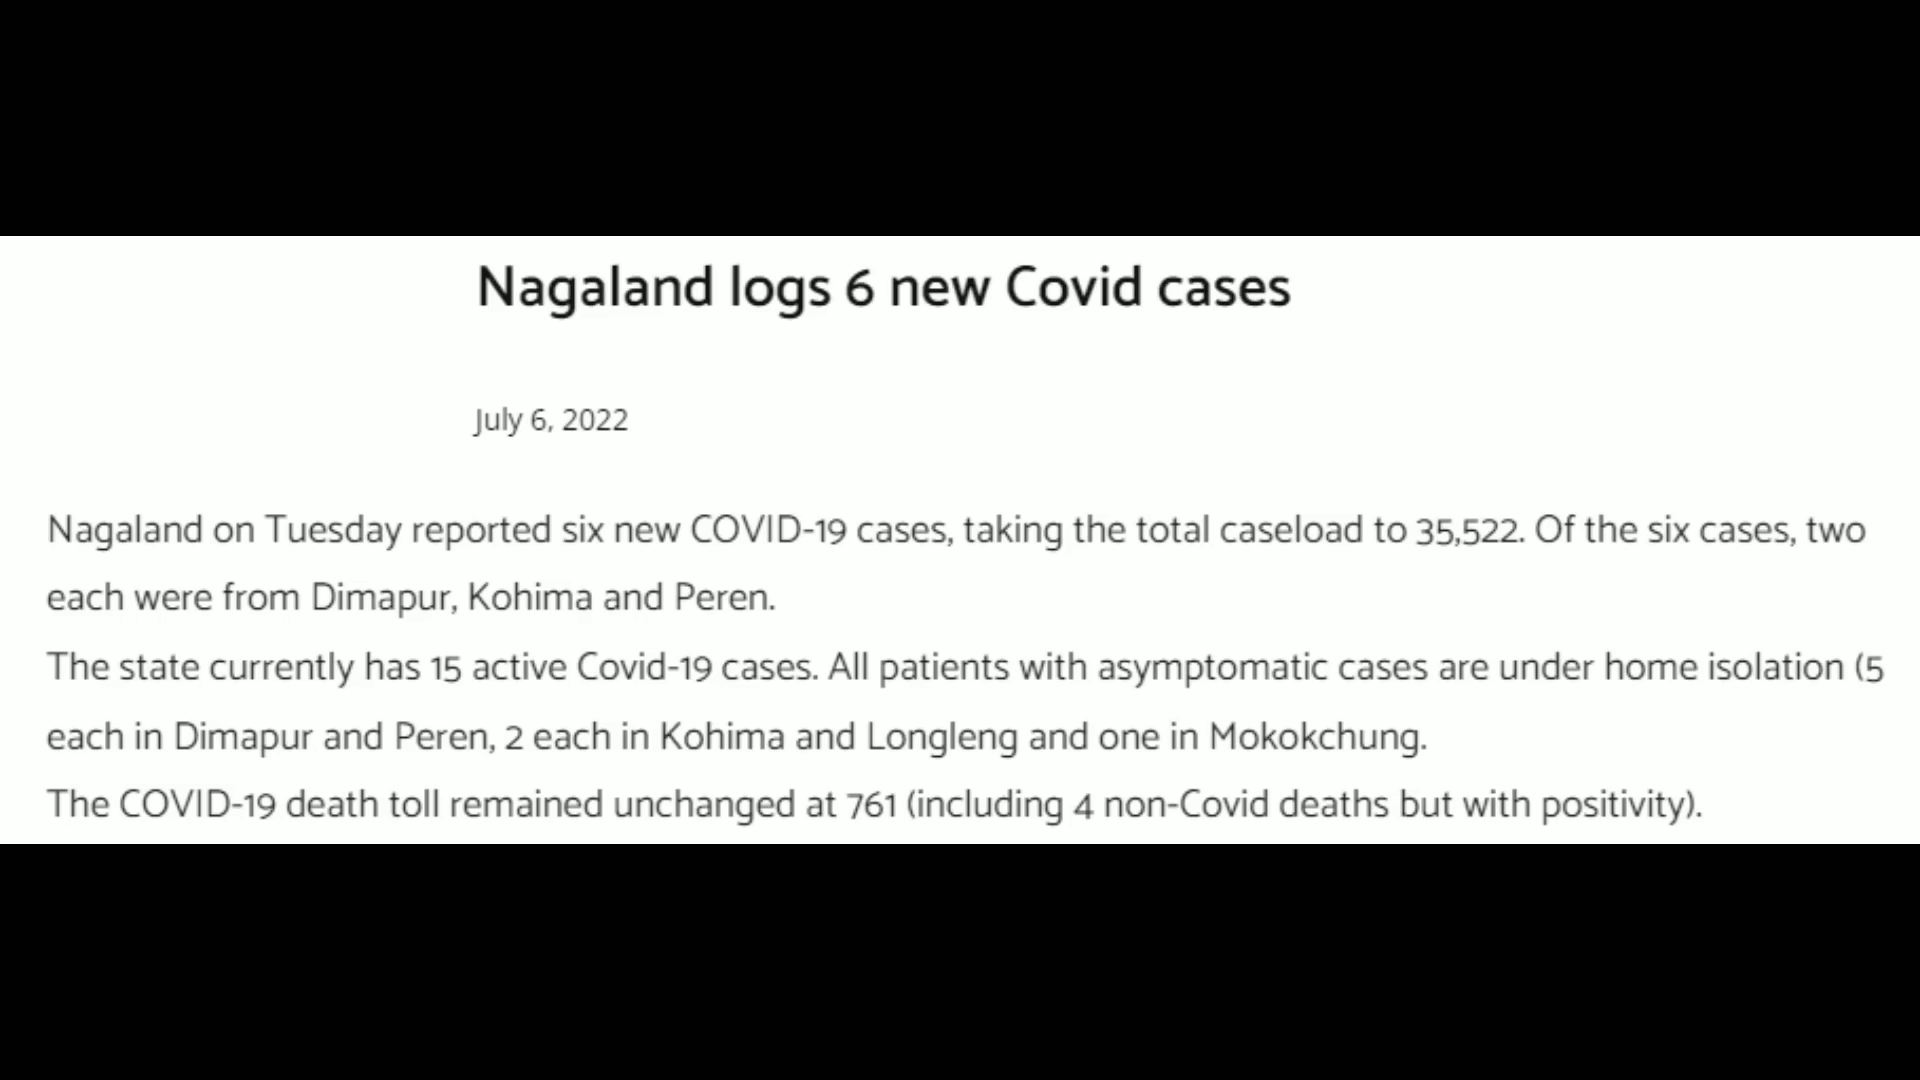 Nagaland logs 6 new Covid cases
July 6, 2022
Nagaland on Tuesday reported six new COVID-19 cases, taking the total caseload to 35,522. Of the six cases, two
each were from Dimapur, Kohima and Peren.
The state currently has 15 active Covid-19 cases. All patients with asymptomatic cases are under home isolation (5
each in Dimapur and Peren, 2 each in Kohima and Longleng and one in Mokokchung.
The COVID-19 death toll remained unchanged at 761 (including 4 non-Covid deaths but with positivity).